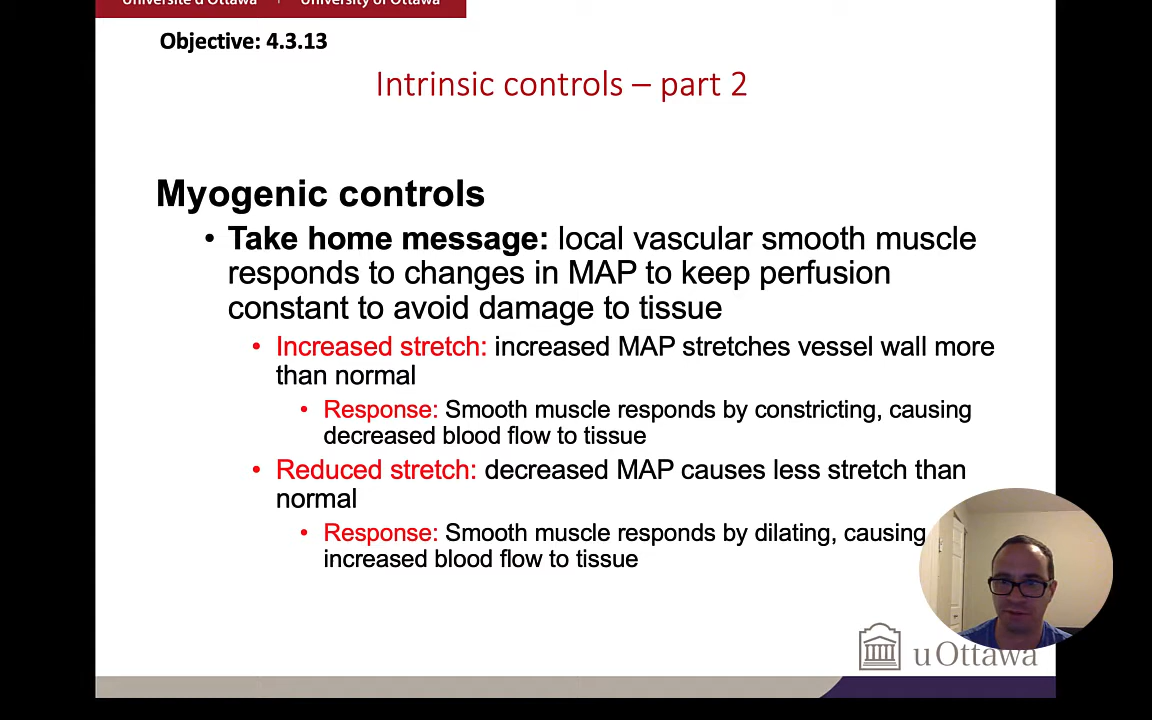 Université d'Ottawa | University of Ottawa
Objective: 4.3.13
Intrinsic controls – part 2
Myogenic controls
• Take home message: local vascular smooth muscle
responds to changes in MAP to keep perfusion
constant to avoid damage to tissue
• Increased stretch: increased MAP stretches vessel wall more
than normal
• Response: Smooth muscle responds by constricting, causing
decreased blood flow to tissue
• Reduced stretch: decreased MAP causes less stretch than
normal
• Response: Smooth muscle responds by dilating, causing
increased blood flow to tissue
uOttawa